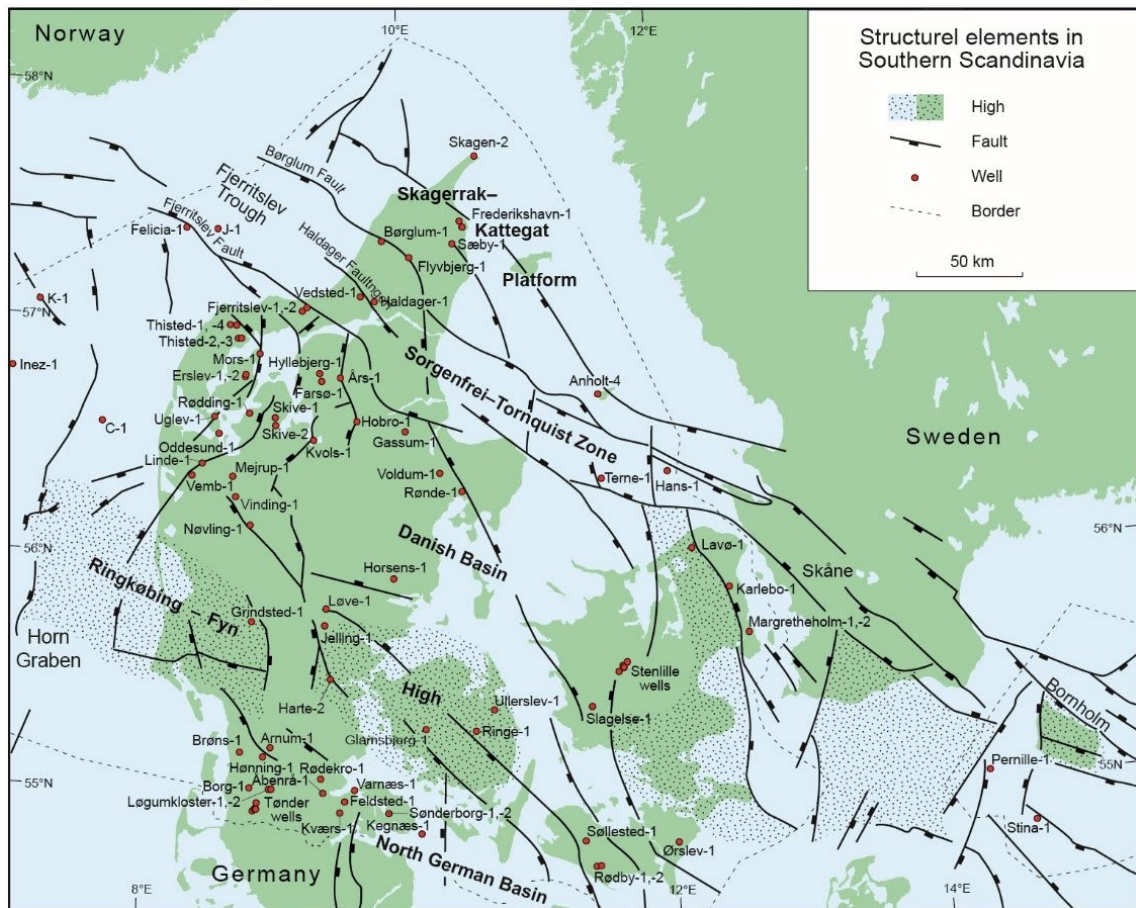 Norway
10°E
12°E
Structurel elements in
Southern Scandinavia
High
Fault
Well
Border
50 km
58°N
Skagen-2
Børglum Fault
Fjerritslev
Trough
Skagerrak–
Kattegat
Platform
Fjerritslev Fault
Frederikshavn-1
Felicia-1
J-1
Børglum-1
Sæby-1
Haldager Faultngen
Flyvbjerg-1
K-1
57°N
Vedsted-1
Haldager-1
Fjerritslev-1,-2
Thisted-1, -4
Thisted-2,-3
Mors-1
Hyllebjerg-1
Inez-1
Erslev-1,-2
Års-1
Farsø-1
Sorgenfrei–Tornquist Zone
Anholt-4
Rødding-1
Skive-1
Uglev-1
Hobro-1
C-1
Skive-2
Gassum-1
Sweden
Oddesund-1
Kvols-1
Linde-1
Mejrup-1
Voldum-1
Terne-1
Hans-1
Vemb-1
Rønde-1
Vinding-1
Nøvling-1
56°N
56°N
Danish Basin
Lavø-1
Horsens-1
Skåne
Ringkøbing – Fyn
Karlebo-1
Løve-1
Grindsted-1
Jelling-1
Margretheholm-1,-2
Horn
Graben
Stenlille
wells
High
Ullerslev-1
Harte-2
Slagelse-1
Bornholm
Glamsbjerg-1
Ringe-1
Arnum-1
Brøns-1
Hønning-1
Rødekro-1
55°N
55°N
Pernille-1
Borg-1
Åbenrå-1
Varnæs-1
Løgumkloster-1,-2
Tønder
wells
Feldsted-1
Sønderborg-1,-2
Kværs-1
Kegnæs-1
Stina-1
Søllested-1
Ørslev-1
North German Basin
Germany
Rødby-1,-2
8°E
12°E
14°E